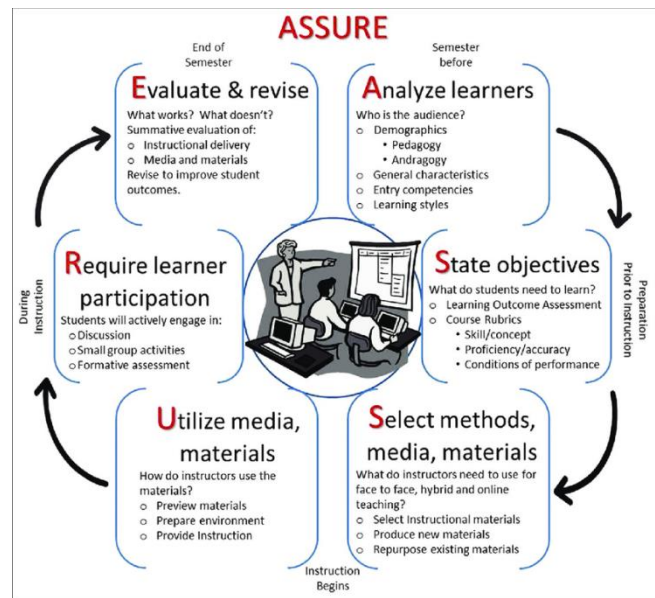 ASSURE
End of
Semester
Semester
before
Analyze learners
Who is the audience?
o Demographics
• Pedagogy
• Andragogy
o General characteristics
o Entry competencies
o Learning styles
State objectives
What do students need to learn?
o Learning Outcome Assessment
o Course Rubrics
• Skill/concept
• Proficiency/accuracy
• Conditions of performance
Preparation
Prior to Instruction
Select methods,
media, materials
What do instructors need to use for
face to face, hybrid and online
teaching?
o Select Instructional materials
o Produce new materials
o Repurpose existing materials
Instruction
Begins
Utilize media,
materials
How do instructors use the
materials?
o Preview materials
o Prepare environment
o Provide Instruction
During
Instruction
Require learner
participation
Students will actively engage in:
o Discussion
o Small group activities
o Formative assessment
Evaluate & revise
What works? What doesn't?
Summative evaluation of:
o Instructional delivery
o Media and materials
Revise to improve student
outcomes.